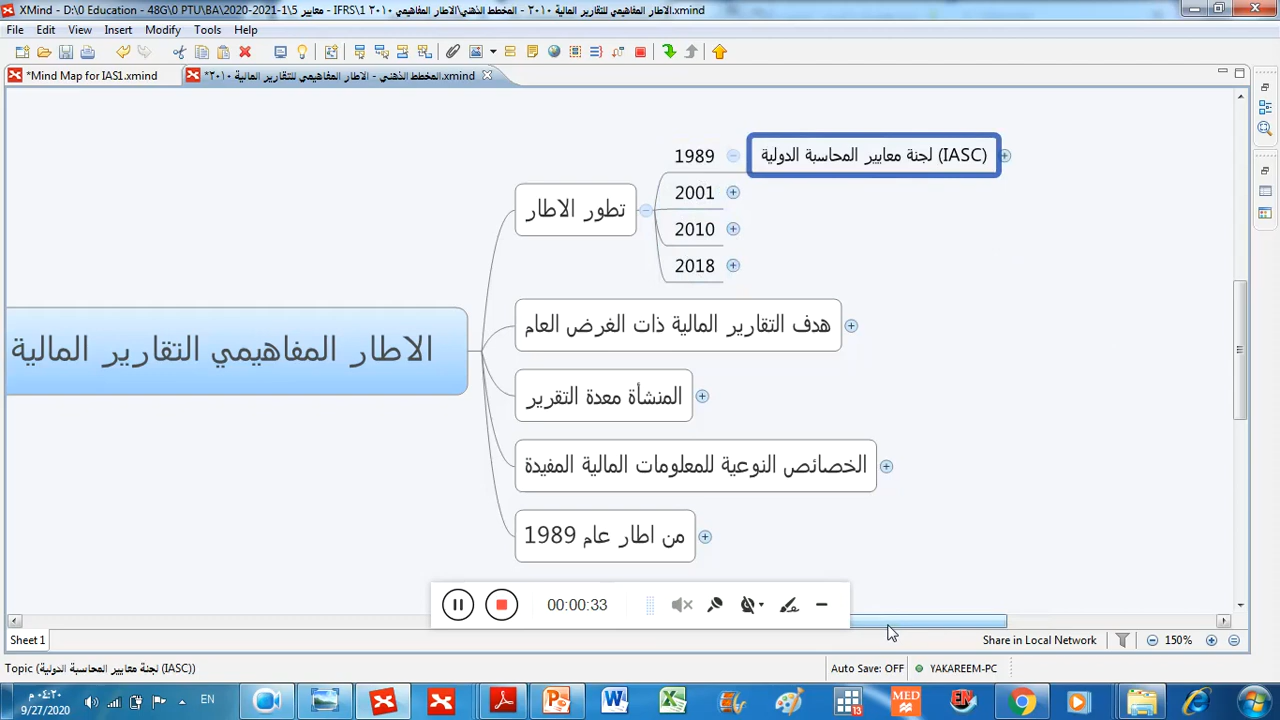 XMind - D:\0 Education - 48G\0 PTU\BA\2020-2021-1\5 معايير - IFRS\1 الاطار المفاهيمي للتقارير المالية ٢٠١٠ - المخطط الذهني\الاطار المفاهيمي ٢٠١٠.xmind
File Edit View Insert Modify Tools Help
*Mind Map for IAS1.xmind
*المخطط الذهني - الاطار المفاهيمي للتقارير المالية ٢٠١٠.xmind
1989
لجنة معايير المحاسبة الدولية (IASC)
2001
تطور الاطار
2010
2018
هدف التقارير المالية ذات الغرض العام
الاطار المفاهيمي التقارير المالية
المنشأة معدة التقرير
الخصائص النوعية للمعلومات المالية المفيدة
من اطار عام 1989
00:00:33
Sheet 1
Share in Local Network
150%
Topic (لجنة معايير المحاسبة الدولية (IASC))
Auto Save: OFF
YAKAREEM-PC
٠٤:٢٠ م
9/27/2020
EN
13
MED